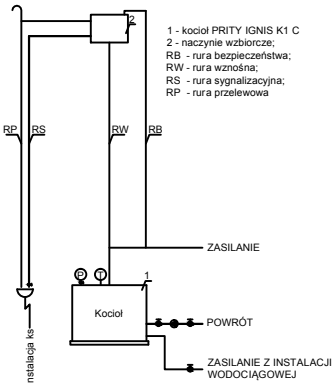 2
1 - kocioł PRITY IGNIS K1 C
2 - naczynie wzbiorcze;
RB - rura bezpieczeństwa;
RW - rura wznośna;
RS - rura sygnalizacyjna;
RP - rura przelewowa
RP
RS
RW
RB
ZASILANIE
P
T
1
Kocioł
POWRÓT
nstalacja ks
ZASILANIE Z INSTALACJI
WODOCIĄGOWEJ